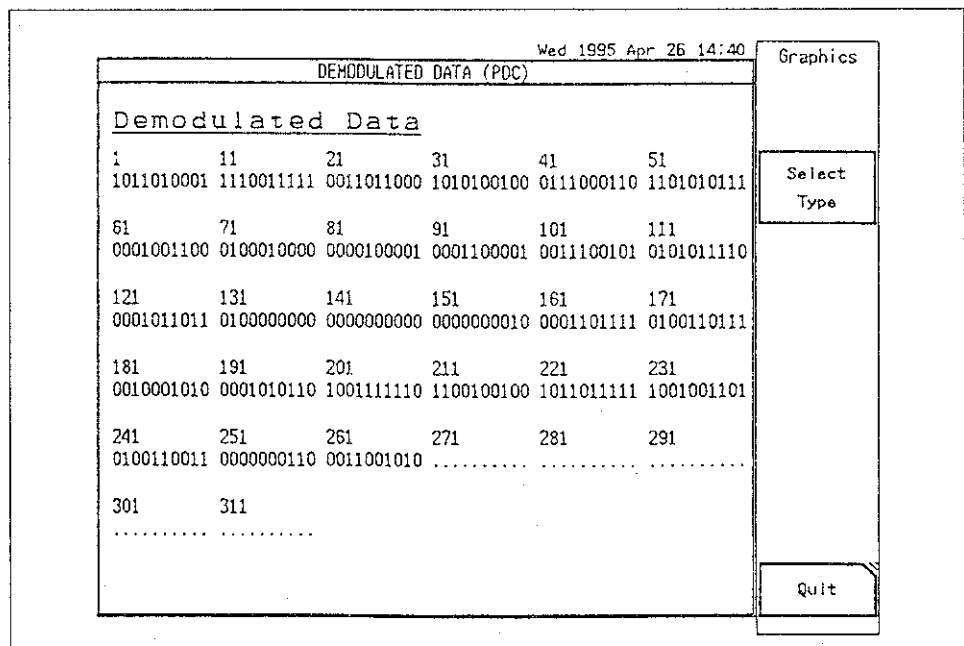 Wed 1995 Apr 26 14:40
DEMODULATED DATA (PDC)
Demodulated Data
1 11 21 31 41 51
1011010001 1110011111 0011011000 1010100100 0111000110 1101010111
61 71 81 91 101 111
0001001100 0100010000 0000100001 0001100001 0011100101 0101011110
121 131 141 151 161 171
0001011011 0100000000 0000000000 0000000010 0001101111 0100110111
181 191 201 211 221 231
0010001010 0001010110 1001111110 1100100100 1011011111 1001001101
241 251 261 271 281 291
0100110011 0000000110 0011001010 .......... .......... ..........
301 311
.......... ..........
Graphics
Select
Type
Quit